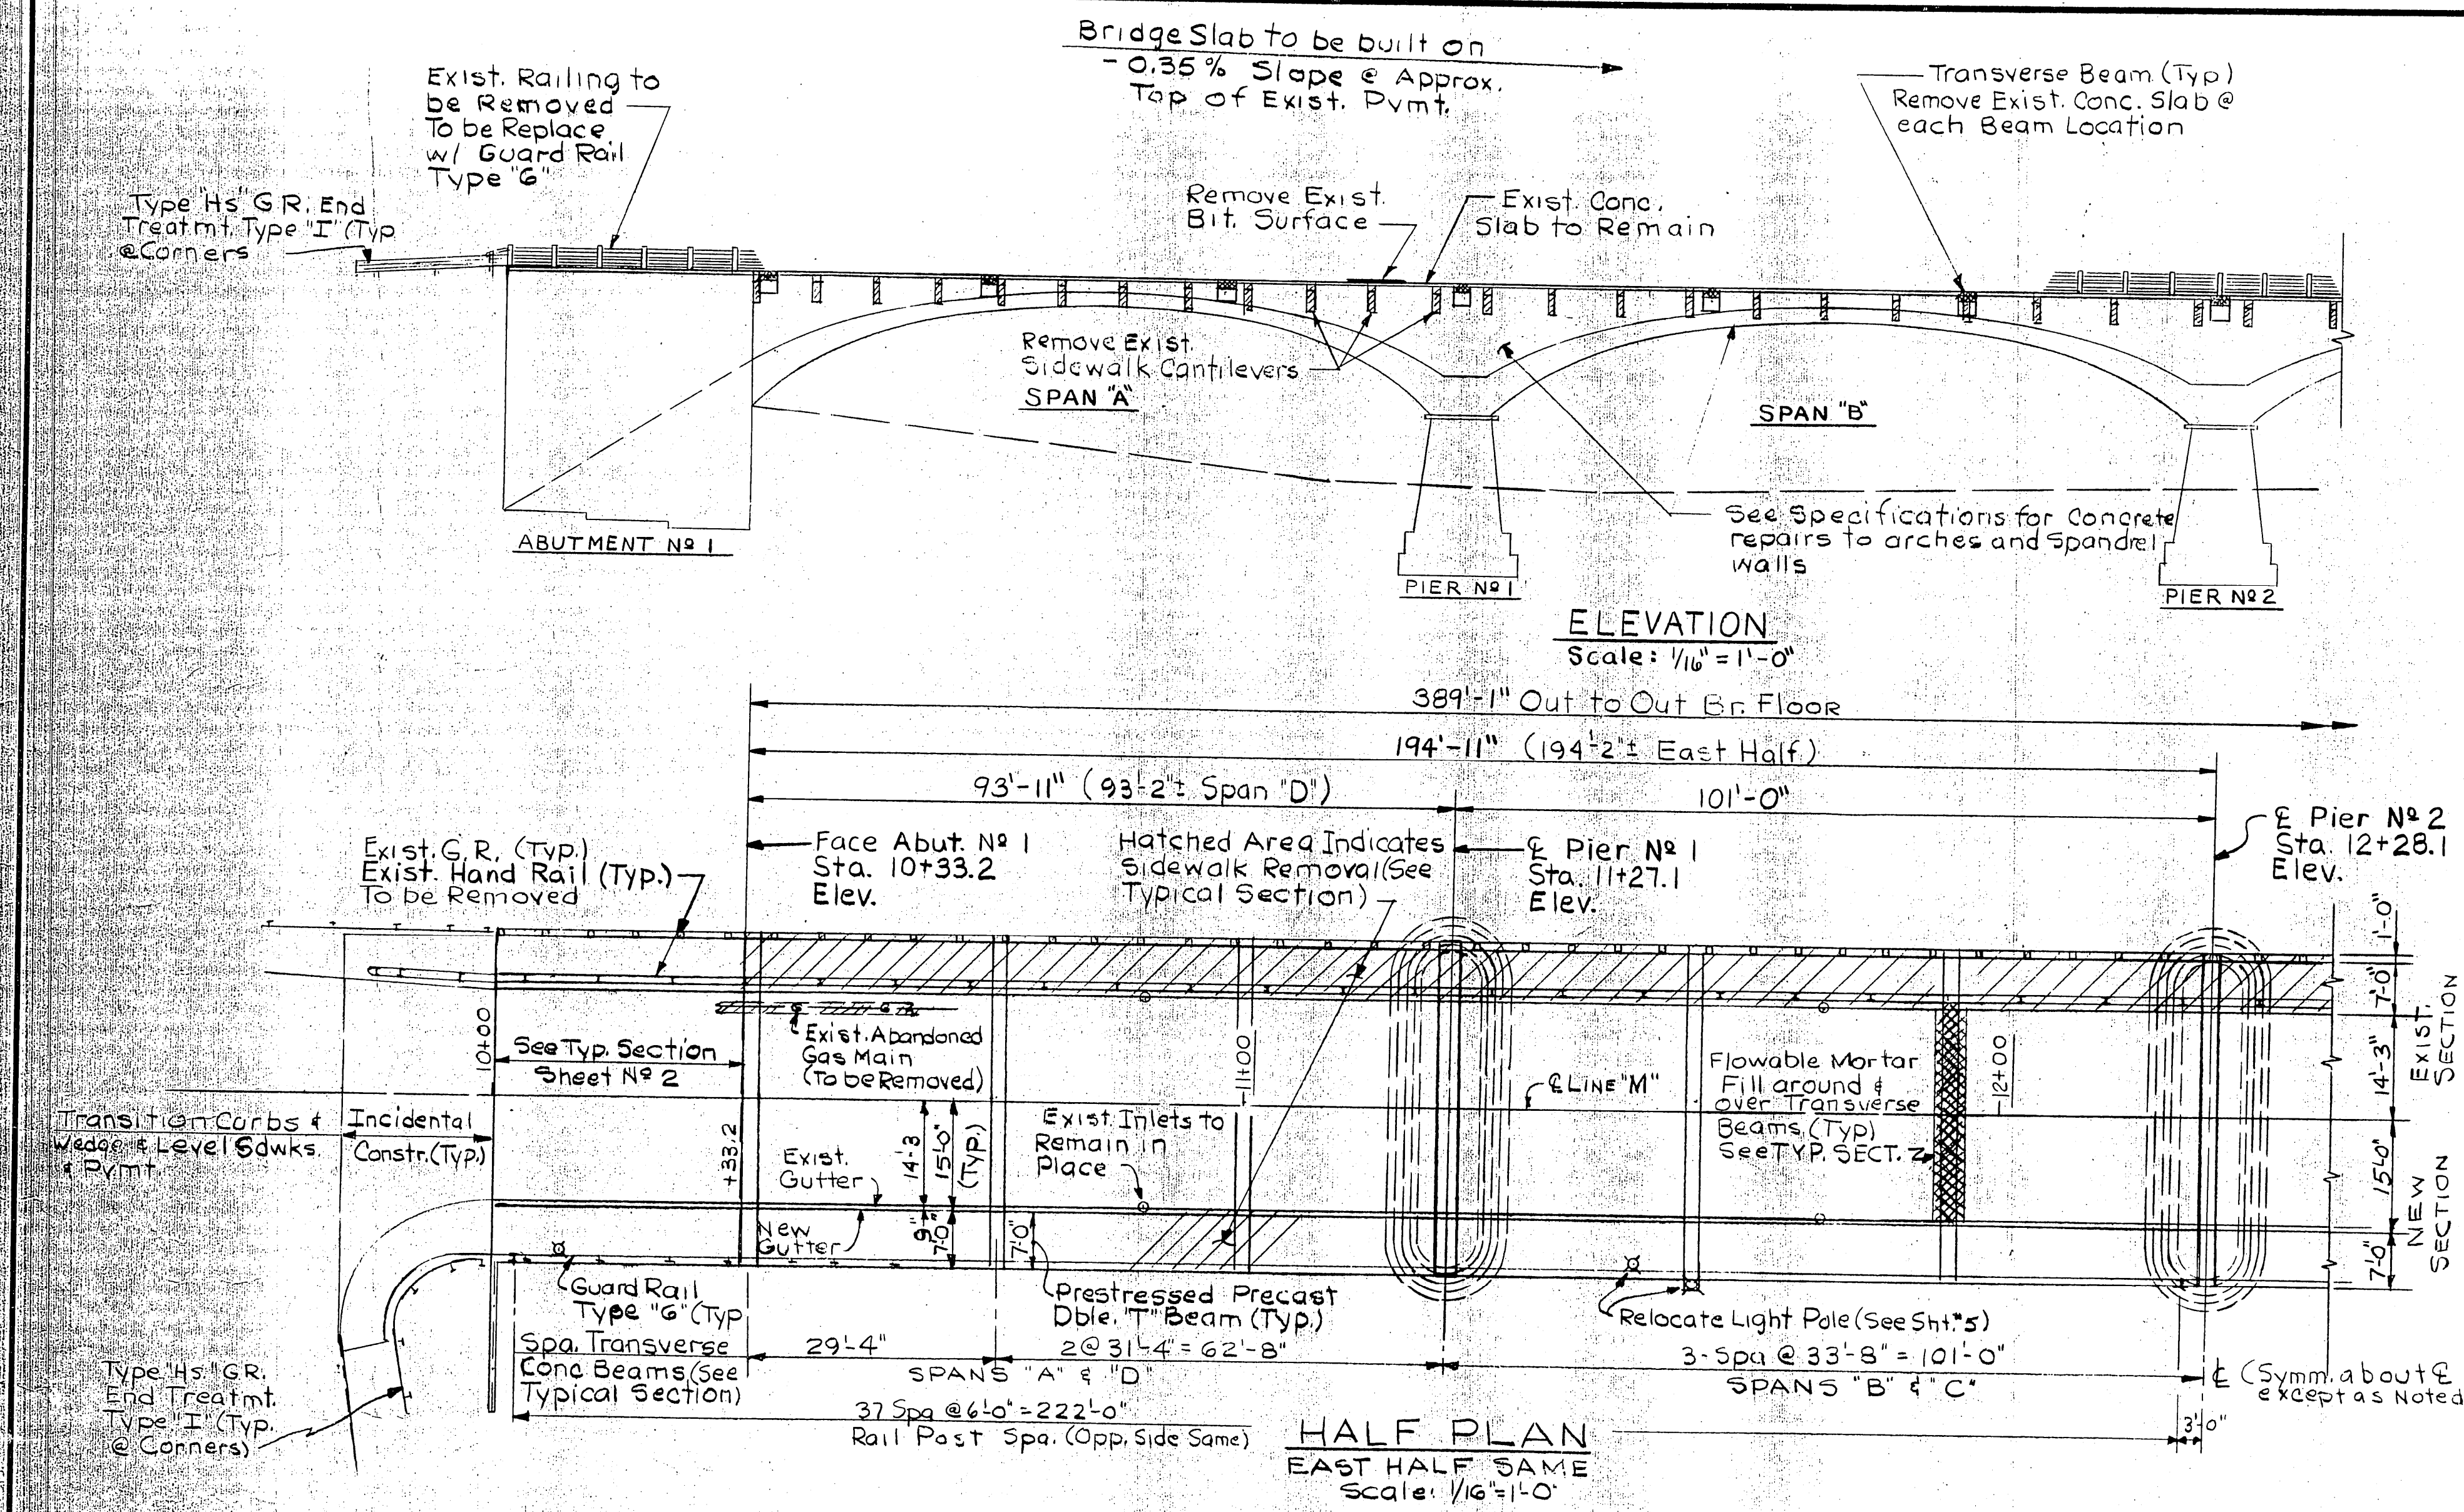 Bridge Slab to be built on
- 0.35% Slope @ Approx.
Top of Exist. Pvmt.
Exist. Railing to
be Removed
To be Replace
w/ Guard Rail
Type "G"
Transverse Beam (Typ)
Remove Exist. Conc. Slab @
each Beam Location
Type "Hs" G.R. End
Treatmt. Type "I" (Typ
@ Corners
Remove Exist.
Bit. Surface
Exist. Conc.
Slab to Remain
Remove Exist.
Sidewalk Cantilevers
SPAN "A"
SPAN "B"
See Specifications for Concrete
repairs to arches and Spandrel
walls
ABUTMENT Nº 1
PIER Nº 1
PIER Nº 2
ELEVATION
Scale: 1/16" = 1'-0"
389'-1" Out to Out Br. Floor
194'-11" (194'-2"± East Half)
93'-11" (93'-2"± Span "D")
101'-0"
Exist. G.R. (Typ.)
Exist. Hand Rail (Typ.)
To be Removed
Face Abut. Nº 1
Sta. 10+33.2
Elev.
Hatched Area Indicates
Sidewalk Removal (See
Typical Section)
℄ Pier Nº 1
Sta. 11+27.1
Elev.
℄ Pier Nº 2
Sta. 12+28.1
Elev.
1'-0"
7'-0"
14'-3"
EXIST.
SECTION
15'-0"
7'-0"
NEW
SECTION
10+00
See Typ. Section
Sheet Nº 2
Exist. Abandoned
Gas Main
(To be Removed)
11+00
12+00
℄ LINE "M"
Flowable Mortar
Fill around &
over Transverse
Beams (Typ)
See TYP. SECT. 2
Transition Curbs &
Wedge & Level Sdwks.
& Pvmt.
Incidental
Constr. (Typ.)
+33.2
Exist.
Gutter
14'-3
15'-0"
(TYP.)
Exist. Inlets to
Remain in
Place
New
Gutter
9"
7'-0"
7'-0"
Guard Rail
Type "G" (Typ
Prestressed Precast
Dble. "T" Beam (Typ.)
Relocate Light Pole (See Sht. #5)
Spa. Transverse
Conc. Beams (See
Typical Section)
29'-4"
2 @ 31'-4" = 62'-8"
SPANS "A" & "D"
3-Spa @ 33'-8" = 101'-0"
SPANS "B" & "C"
℄ (Symm. about ℄
except as Noted
Type "Hs" GR.
End Treatmt.
Type "I" (Typ.
@ Corners)
37 Spa @ 6'-0" = 222'-0"
Rail Post Spa. (Opp. Side Same)
3'-0"
HALF PLAN
EAST HALF SAME
Scale: 1/16"=1'-0"